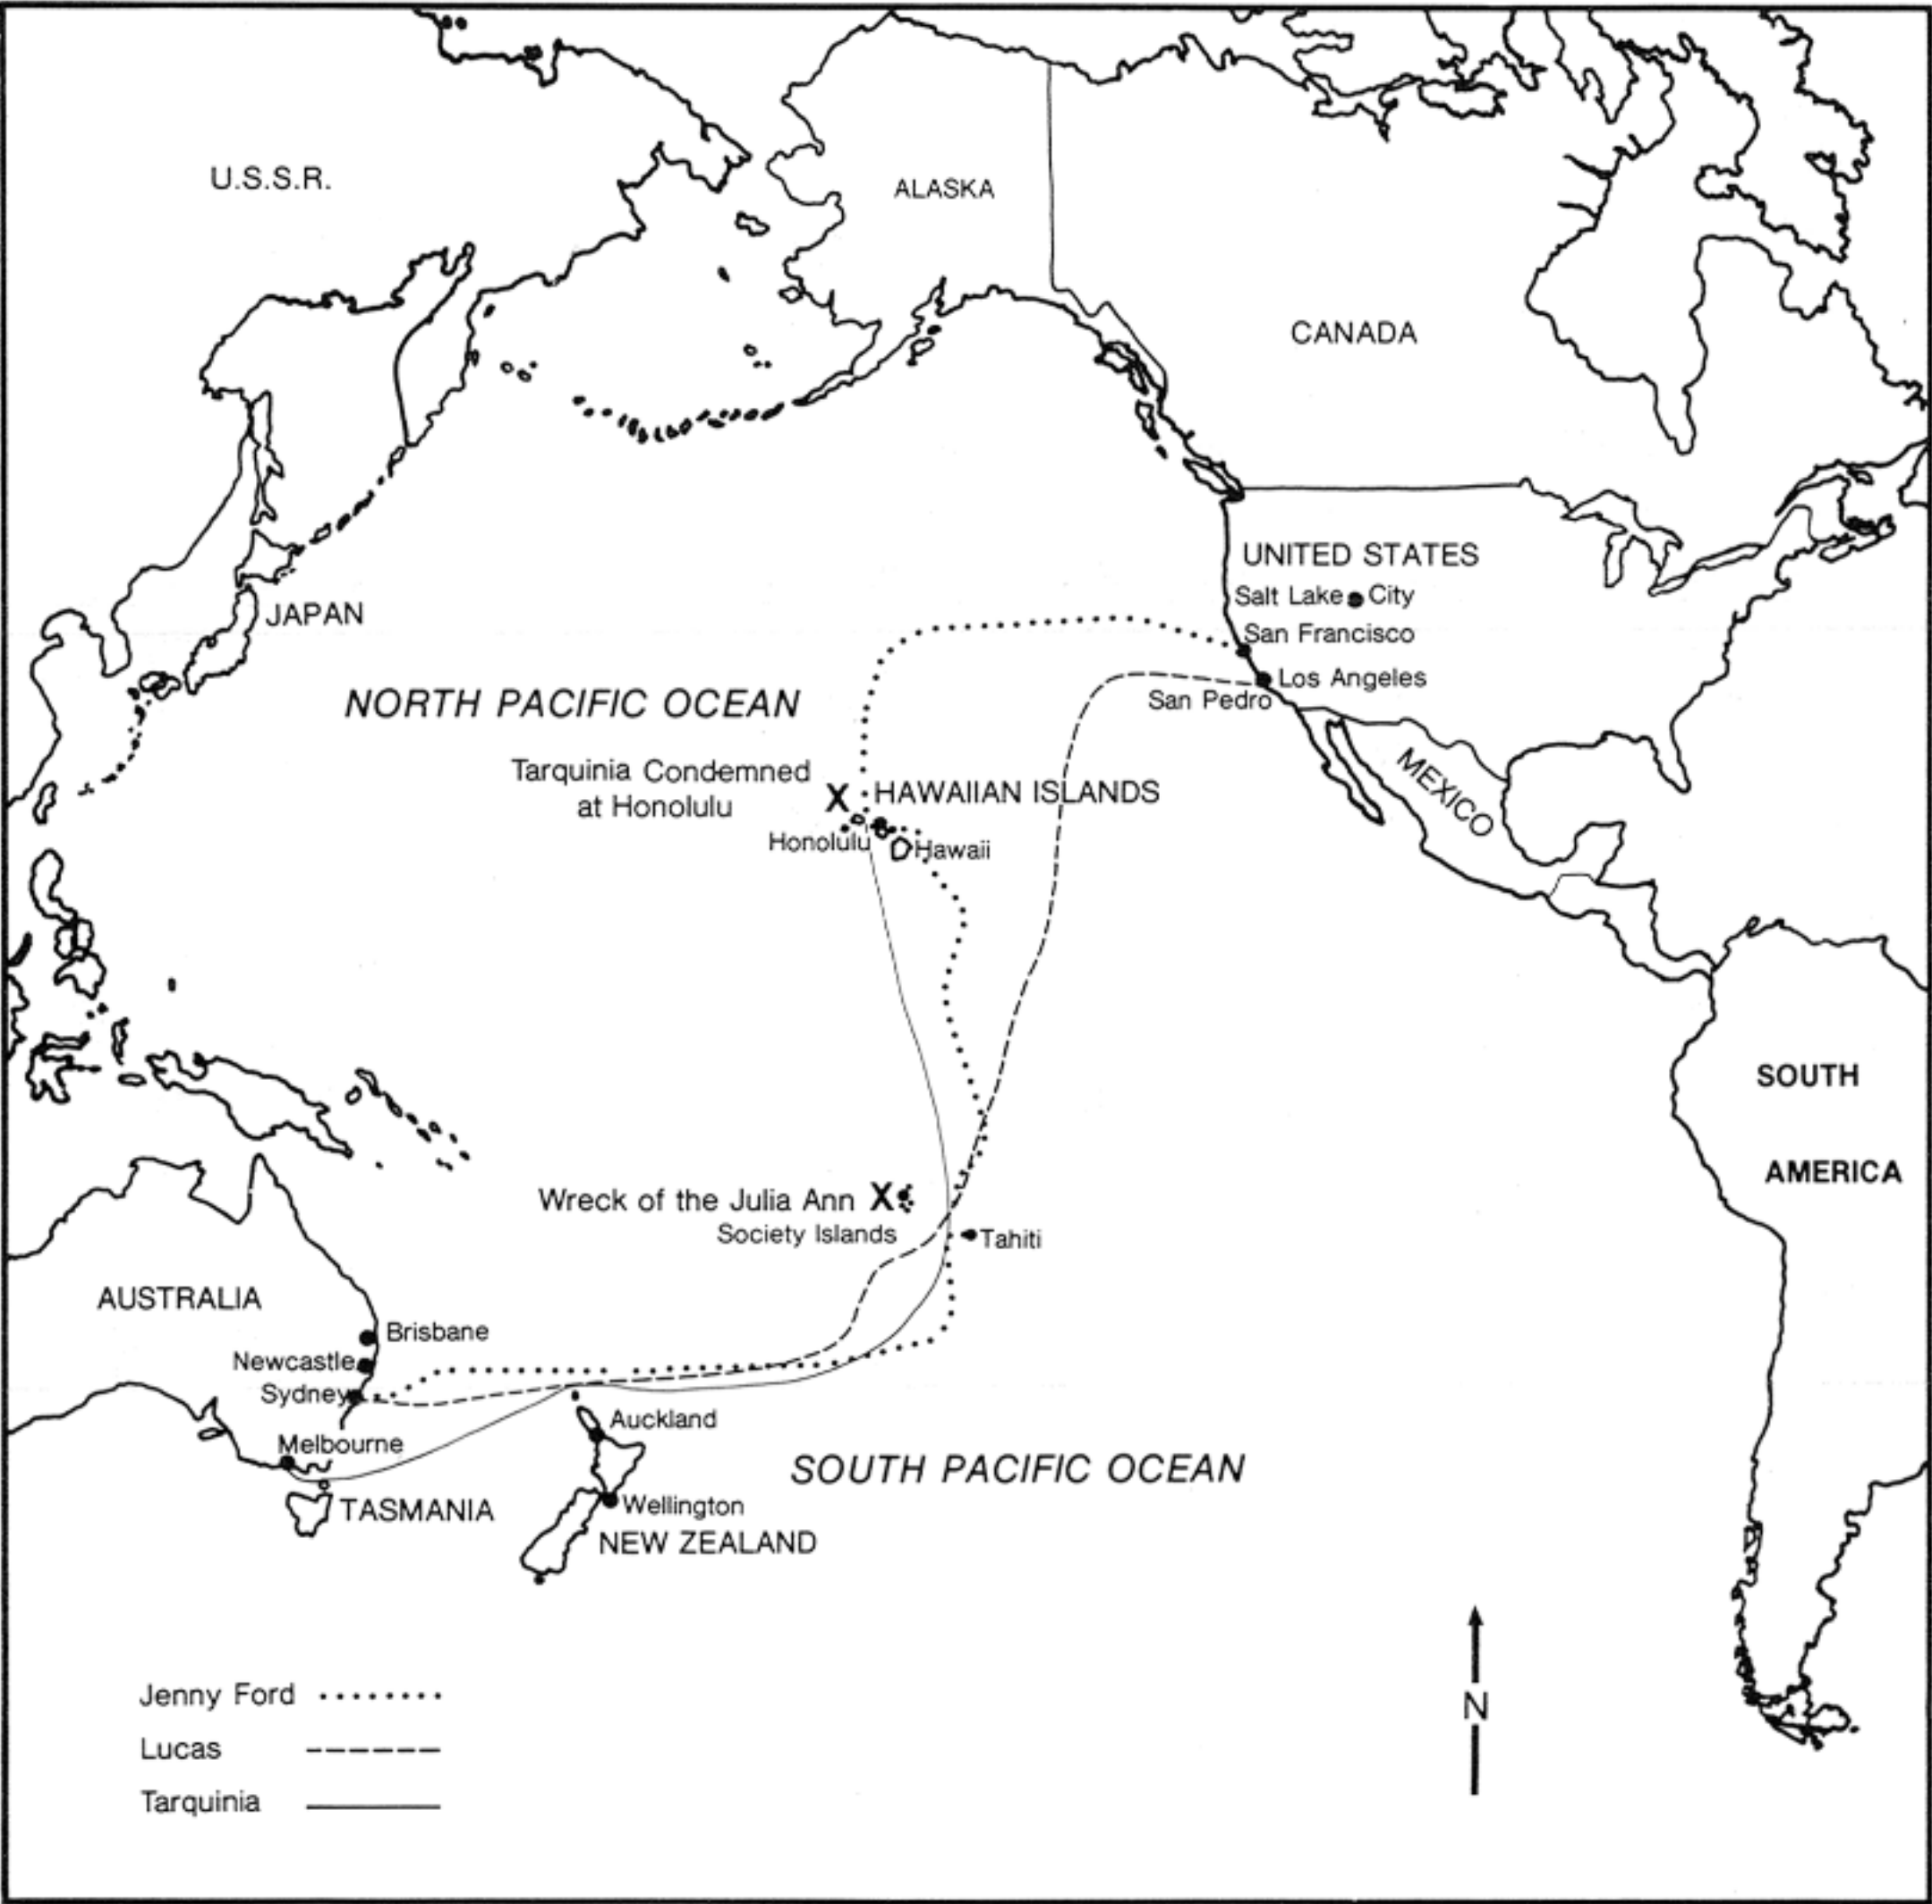 U.S.S.R.
ALASKA
CANADA
UNITED STATES
Salt Lake City
San Francisco
Los Angeles
San Pedro
JAPAN
NORTH PACIFIC OCEAN
MEXICO
Tarquinia Condemned
at Honolulu
X
HAWAIIAN ISLANDS
Honolulu
Hawaii
SOUTH
AMERICA
Wreck of the Julia Ann X
Society Islands
Tahiti
AUSTRALIA
Brisbane
Newcastle
Sydney
Auckland
Melbourne
SOUTH PACIFIC OCEAN
TASMANIA
Wellington
NEW ZEALAND
Jenny Ford
Lucas
Tarquinia
N